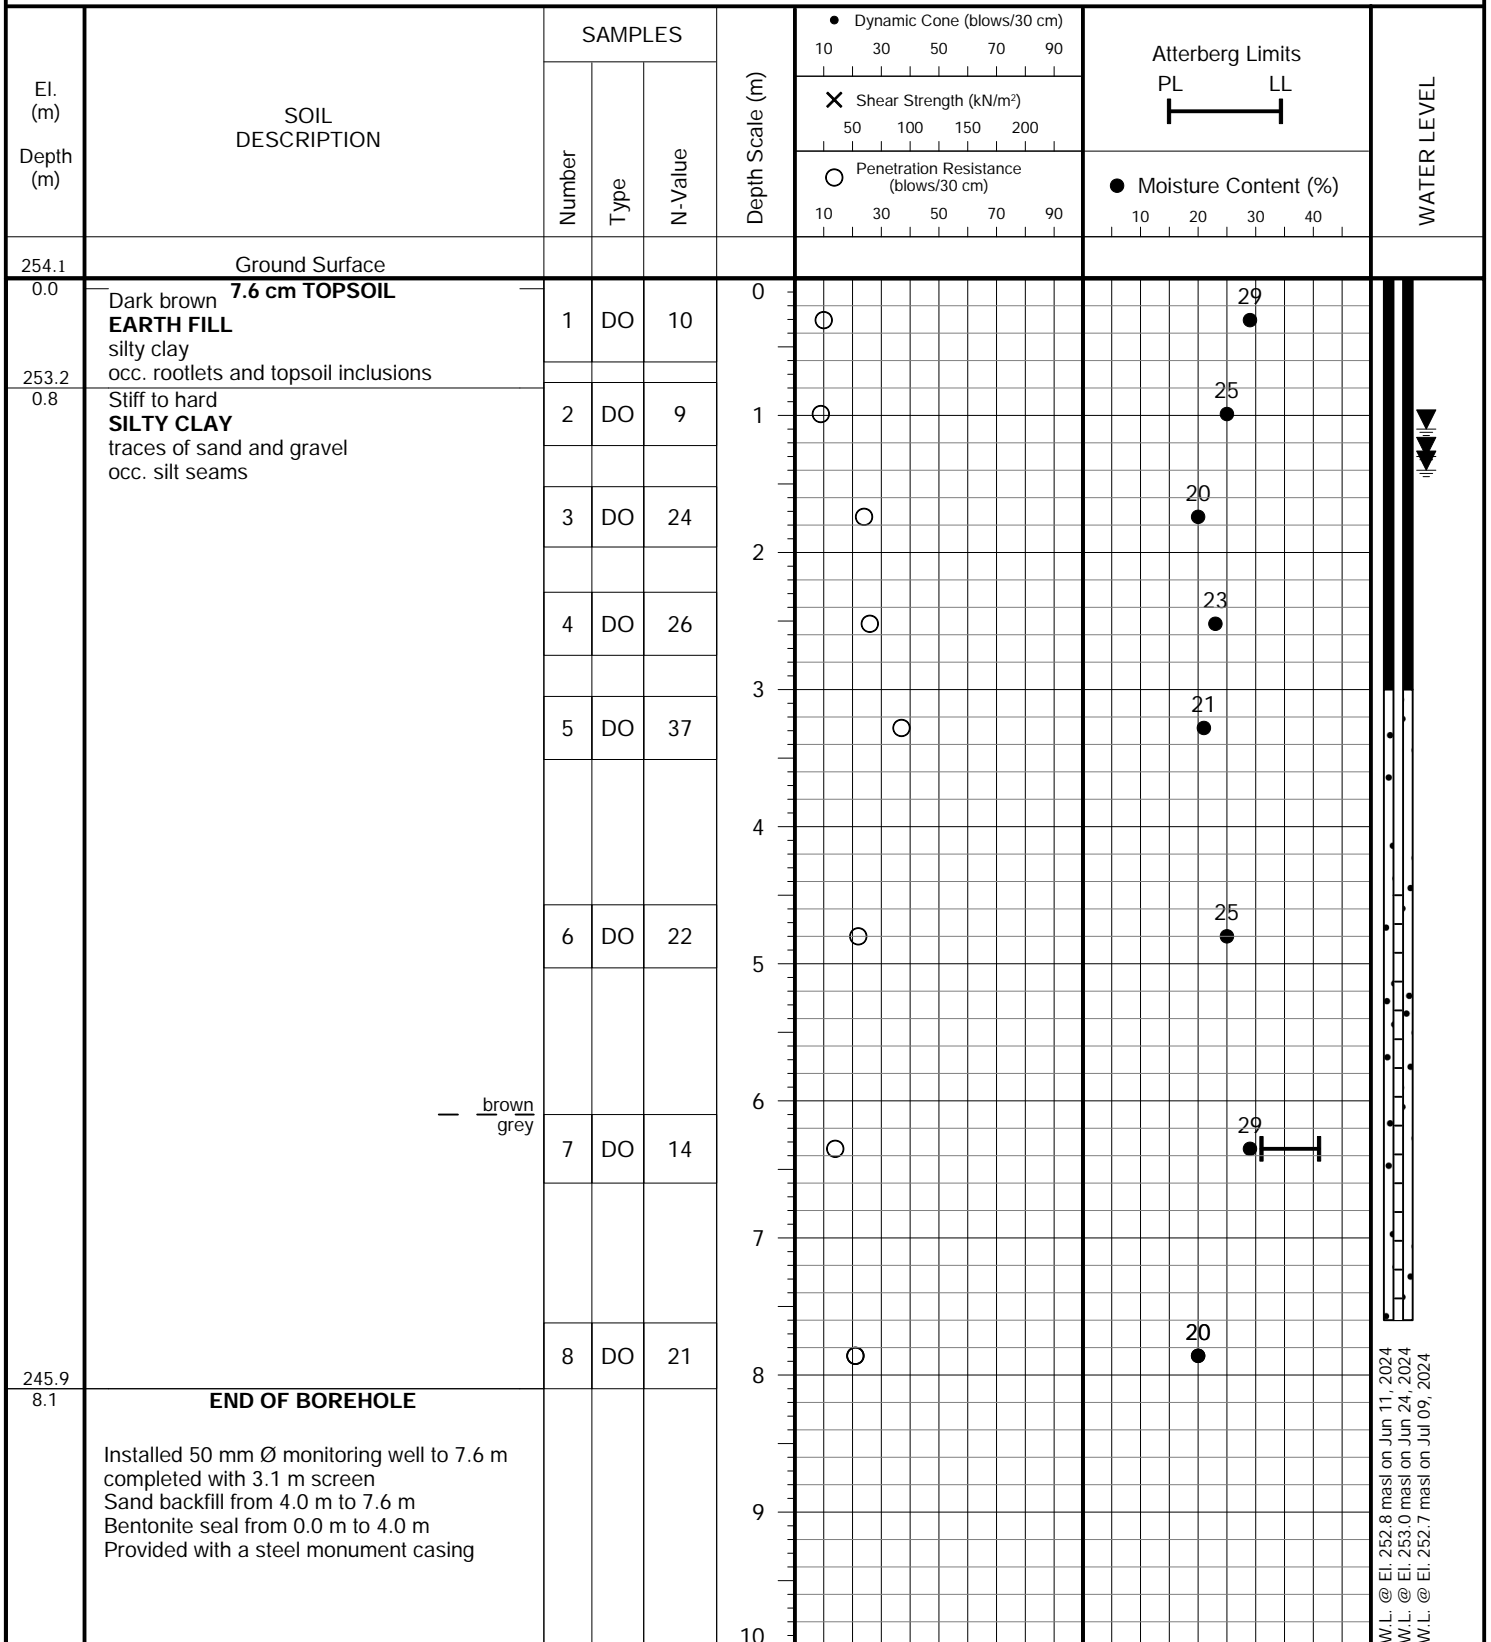 El.
(m)
Depth
(m)
SOIL
DESCRIPTION
SAMPLES
Number
Type
N-Value
Depth Scale (m)
Dynamic Cone (blows/30 cm)
10 30 50 70 90
Shear Strength (kN/m²)
50 100 150 200
Penetration Resistance
(blows/30 cm)
10 30 50 70 90
Atterberg Limits
PL LL
Moisture Content (%)
10 20 30 40
WATER LEVEL
254.1 Ground Surface
0.0 7.6 cm TOPSOIL 0
Dark brown
EARTH FILL
silty clay
occ. rootlets and topsoil inclusions
1 DO 10 29
253.2
0.8 Stiff to hard
SILTY CLAY
traces of sand and gravel
occ. silt seams
2 DO 9 1 25
3 DO 24 20
2
4 DO 26 23
3
5 DO 37 21
4
6 DO 22 25
5
6
brown
grey
7 DO 14 29
7
8 DO 21 20
8
245.9
8.1 END OF BOREHOLE
Installed 50 mm Ø monitoring well to 7.6 m
completed with 3.1 m screen
Sand backfill from 4.0 m to 7.6 m
Bentonite seal from 0.0 m to 4.0 m
Provided with a steel monument casing
9
10
W.L. @ El. 252.8 masl on Jun 11, 2024
W.L. @ El. 253.0 masl on Jun 24, 2024
W.L. @ El. 252.7 masl on Jul 09, 2024